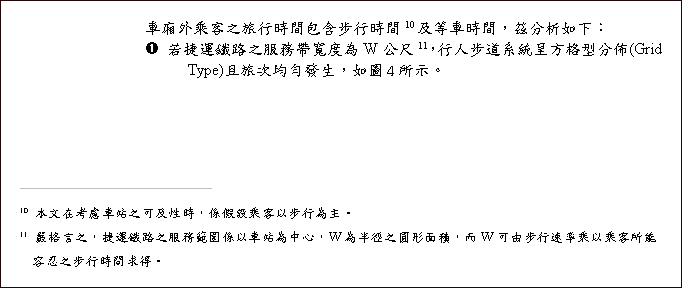 車廂外乘客之旅行時間包含步行時間10及等車時間，茲分析如下：
❶ 若捷運鐵路之服務帶寬度為 W 公尺11，行人步道系統呈方格型分佈(Grid
Type)且旅次均勻發生，如圖 4 所示。
10 本文在考慮車站之可及性時，係假設乘客以步行為主。
11 嚴格言之，捷運鐵路之服務範圍係以車站為中心，W 為半徑之圓形面積，而 W 可由步行速率乘以乘客所能
容忍之步行時間求得。